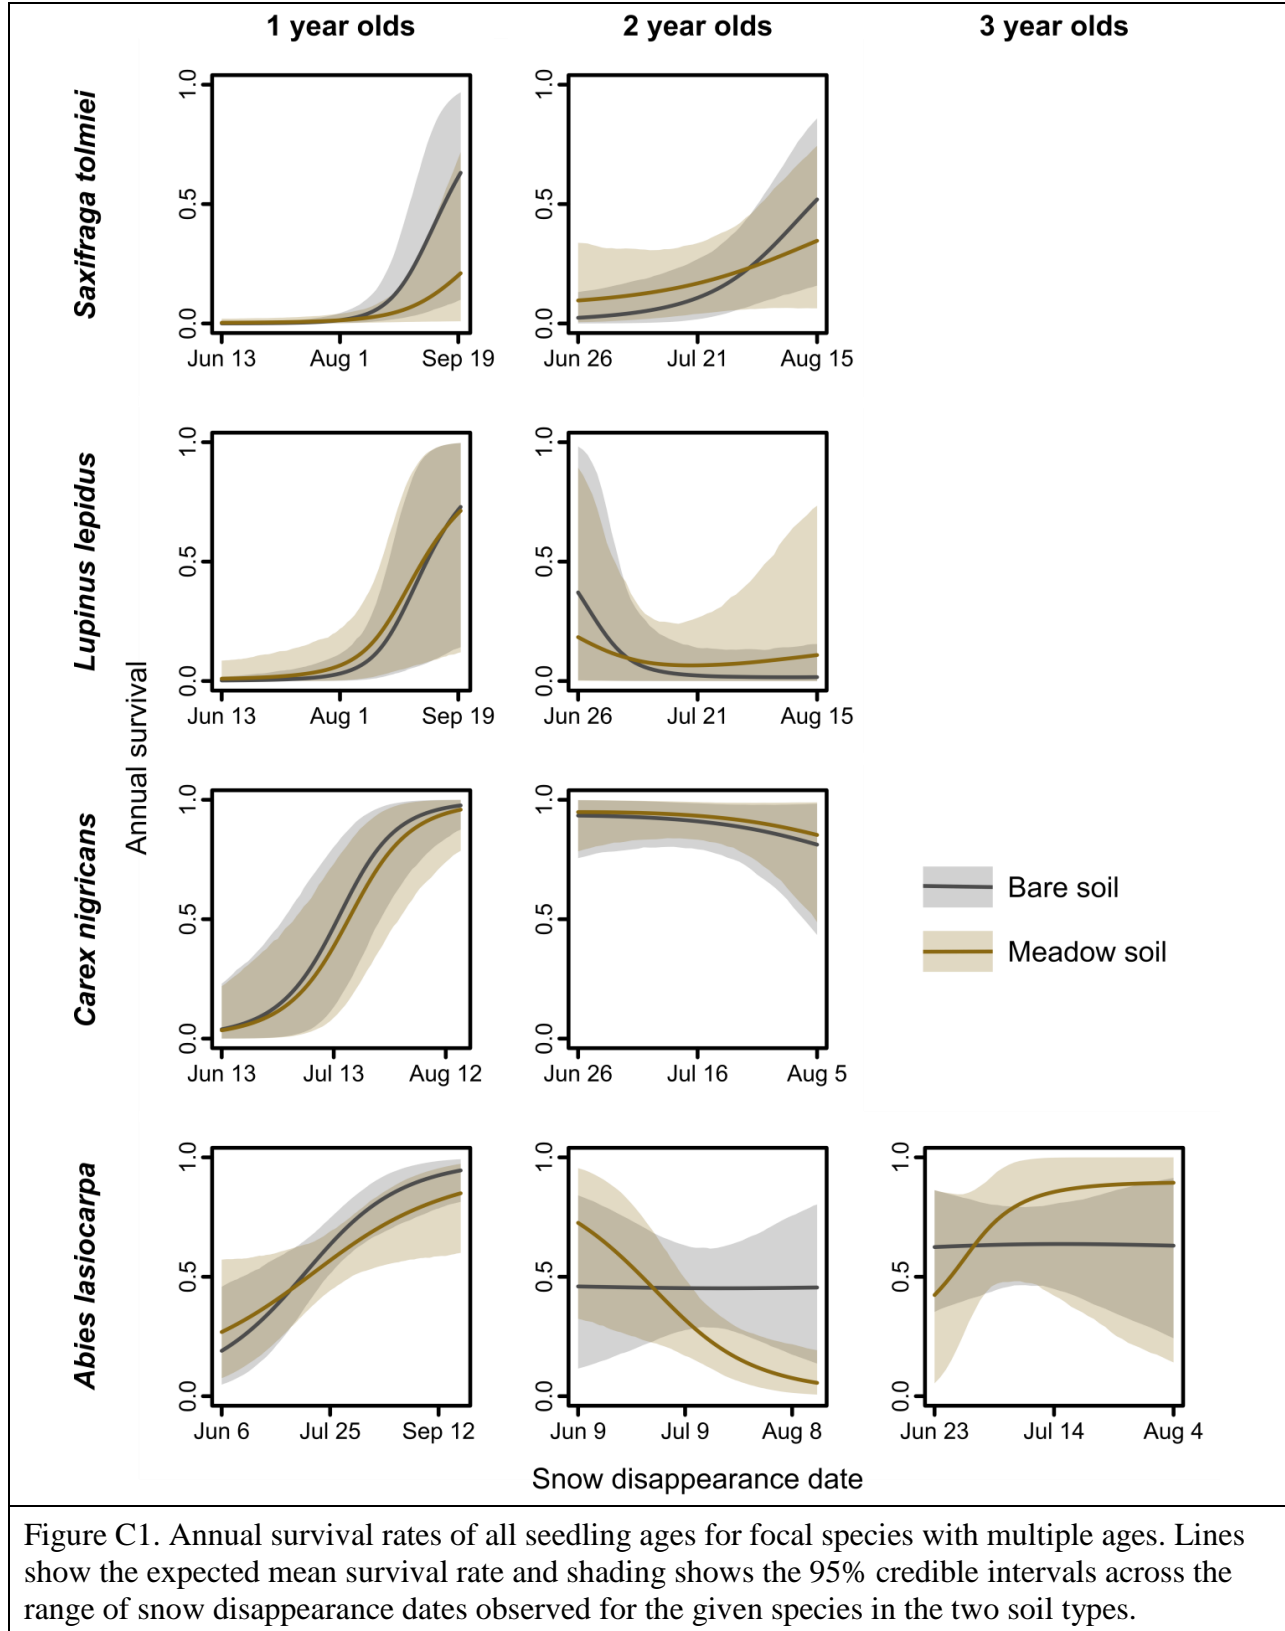 1 year olds 2 year olds 3 year olds
Saxifraga tolmiei
1.0 1.0
0.5 0.5
0.0 0.0
Jun 13 Aug 1 Sep 19 Jun 26 Jul 21 Aug 15
Lupinus lepidus
1.0 1.0
0.5 0.5
0.0 0.0
Jun 13 Aug 1 Sep 19 Jun 26 Jul 21 Aug 15
Annual survival
Carex nigricans
1.0 1.0
0.5 0.5
0.0 0.0
Jun 13 Jul 13 Aug 12 Jun 26 Jul 16 Aug 5
Bare soil
Meadow soil
Abies lasiocarpa
1.0 1.0 1.0
0.5 0.5 0.5
0.0 0.0 0.0
Jun 6 Jul 25 Sep 12 Jun 9 Jul 9 Aug 8 Jun 23 Jul 14 Aug 4
Snow disappearance date
Figure C1. Annual survival rates of all seedling ages for focal species with multiple ages. Lines
show the expected mean survival rate and shading shows the 95% credible intervals across the
range of snow disappearance dates observed for the given species in the two soil types.